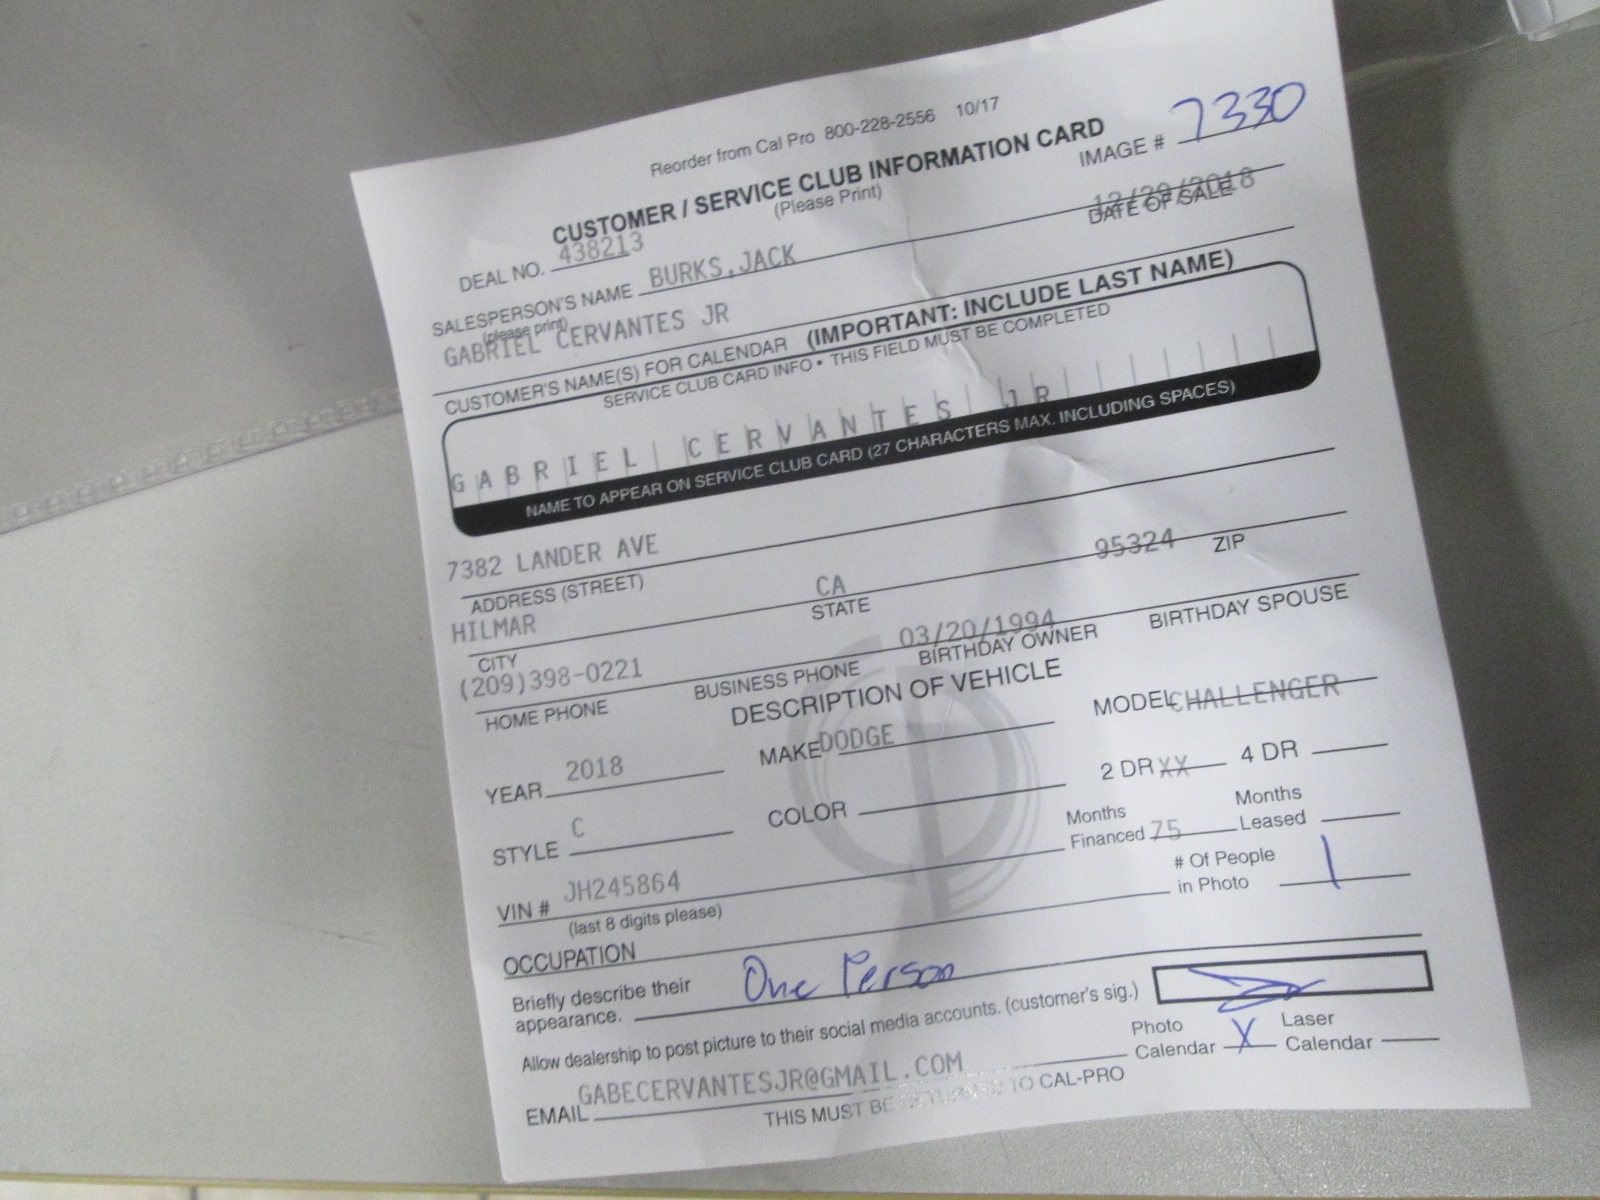 Reorder from Cal Pro 800-228-2556 10/17
CUSTOMER / SERVICE CLUB INFORMATION CARD
(Please Print)
IMAGE # 7330
DEAL NO. 438213
12/29/2018
DATE OF SALE
SALESPERSON'S NAME BURKS,JACK
(please print)
GABRIEL CERVANTES JR
CUSTOMER'S NAME(S) FOR CALENDAR (IMPORTANT: INCLUDE LAST NAME)
SERVICE CLUB CARD INFO • THIS FIELD MUST BE COMPLETED
GABRIEL CERVANTES JR
NAME TO APPEAR ON SERVICE CLUB CARD (27 CHARACTERS MAX. INCLUDING SPACES)
7382 LANDER AVE
ADDRESS (STREET)
HILMAR CA 95324
CITY STATE ZIP
(209)398-0221 03/20/1994
HOME PHONE BUSINESS PHONE BIRTHDAY OWNER BIRTHDAY SPOUSE
DESCRIPTION OF VEHICLE
YEAR 2018 MAKE DODGE MODEL CHALLENGER
STYLE C COLOR 2 DR XX 4 DR
VIN # JH245864 Months Financed 75 Months Leased
(last 8 digits please)
OCCUPATION # Of People in Photo 1
Briefly describe their appearance. One Person
Allow dealership to post picture to their social media accounts. (customer's sig.)
EMAIL GABECERVANTESJR@GMAIL.COM Photo Calendar X Laser Calendar
THIS MUST BE RETURNED TO CAL-PRO